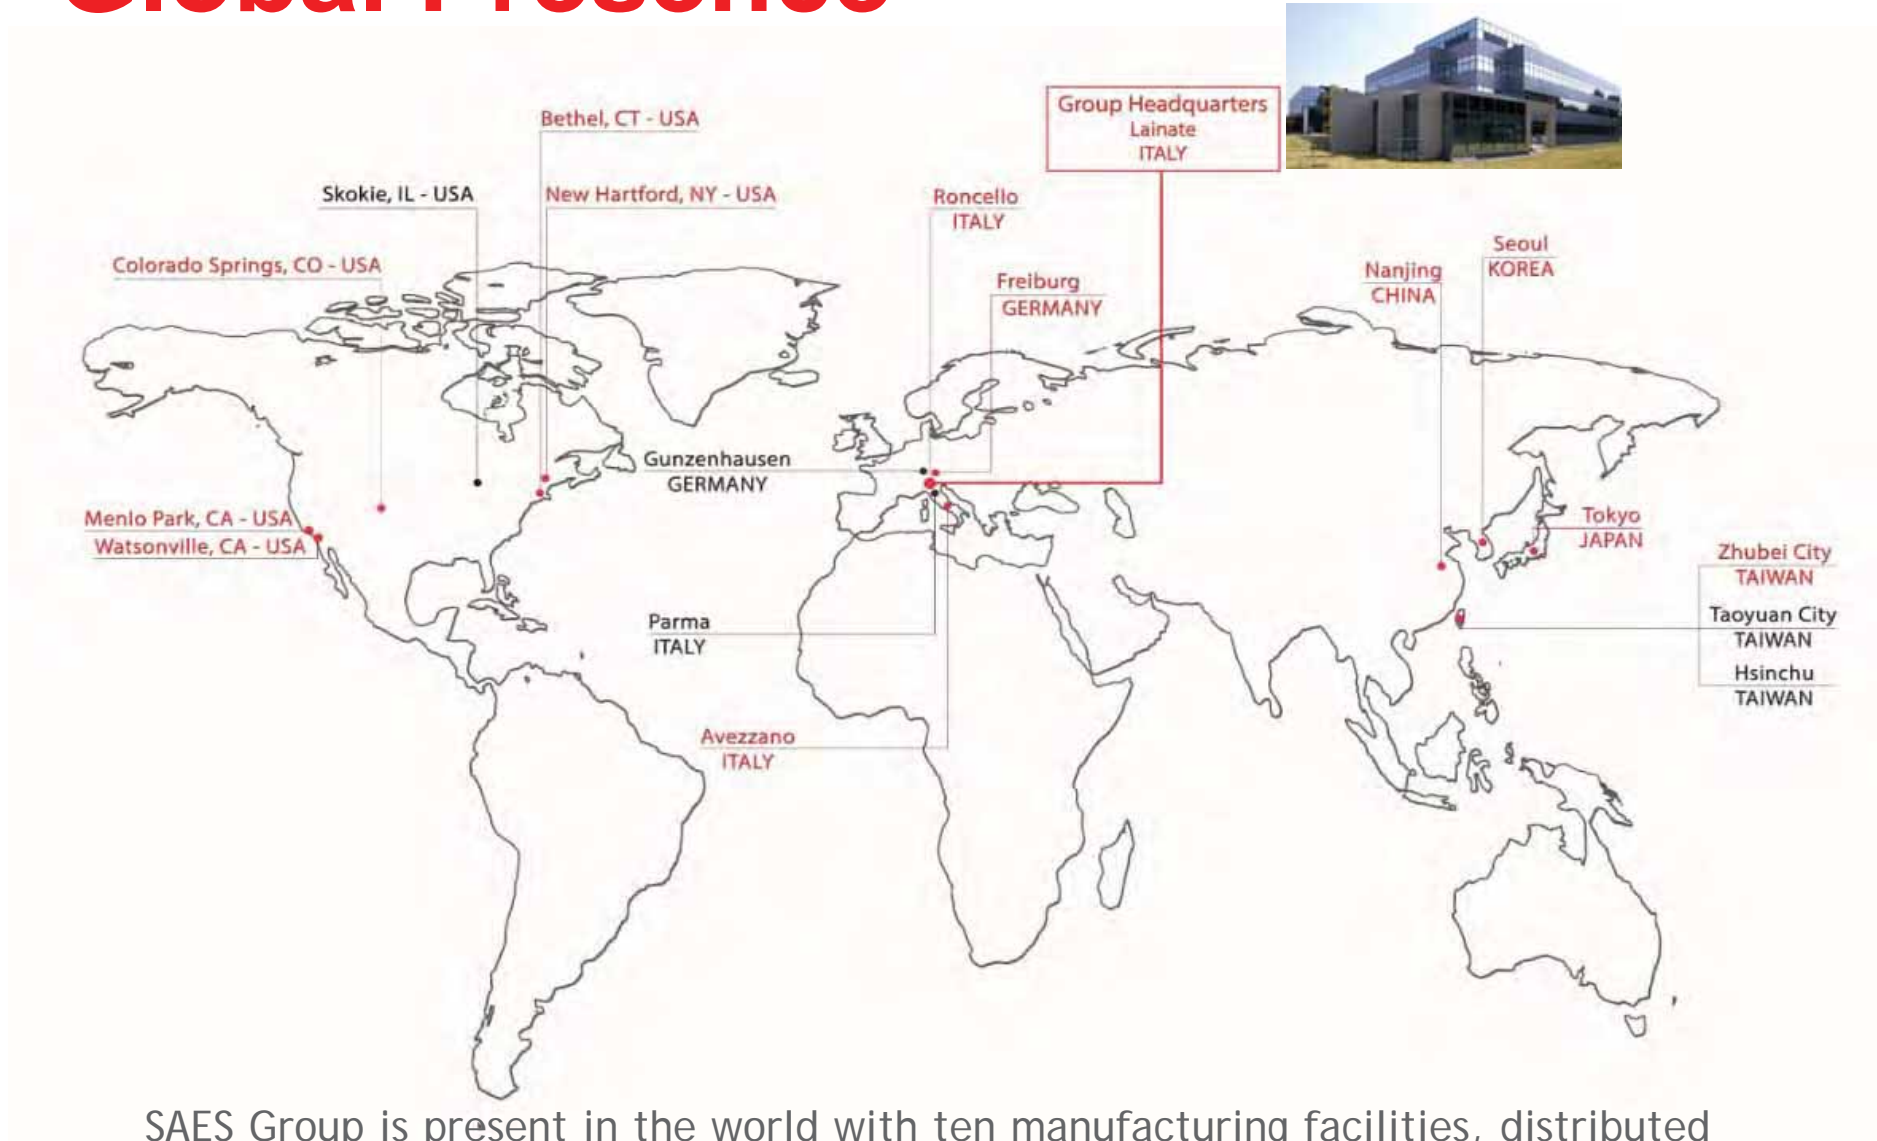 Global Presence
Group Headquarters
Lainate
ITALY
Bethel, CT - USA
Skokie, IL - USA
New Hartford, NY - USA
Roncello
ITALY
Colorado Springs, CO - USA
Freiburg
GERMANY
Nanjing
CHINA
Seoul
KOREA
Gunzenhausen
GERMANY
Menlo Park, CA - USA
Watsonville, CA - USA
Tokyo
JAPAN
Zhubei City
TAIWAN
Taoyuan City
TAIWAN
Hsinchu
TAIWAN
Parma
ITALY
Avezzano
ITALY
SAES Group is present in the world with ten manufacturing facilities, distributed